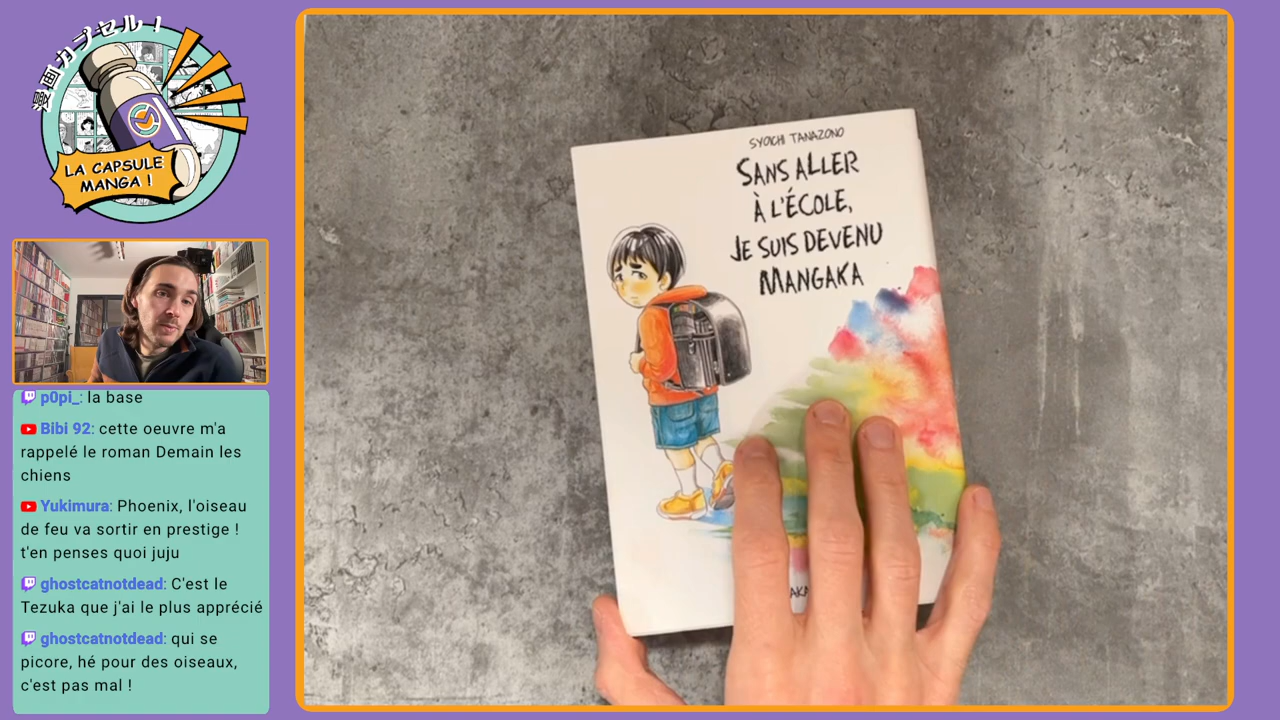 漫画カプセル！
LA CAPSULE
MANGA !
p0pi_: la base
Bibi 92: cette oeuvre m'a
rappelé le roman Demain les
chiens
Yukimura: Phoenix, l'oiseau
de feu va sortir en prestige !
t'en penses quoi juju
ghostcatnotdead: C'est le
Tezuka que j'ai le plus apprécié
ghostcatnotdead: qui se
picore, hé pour des oiseaux,
c'est pas mal !
SYOICHI TANAZONO
SANS ALLER
À L'ÉCOLE,
JE SUIS DEVENU
MANGAKA